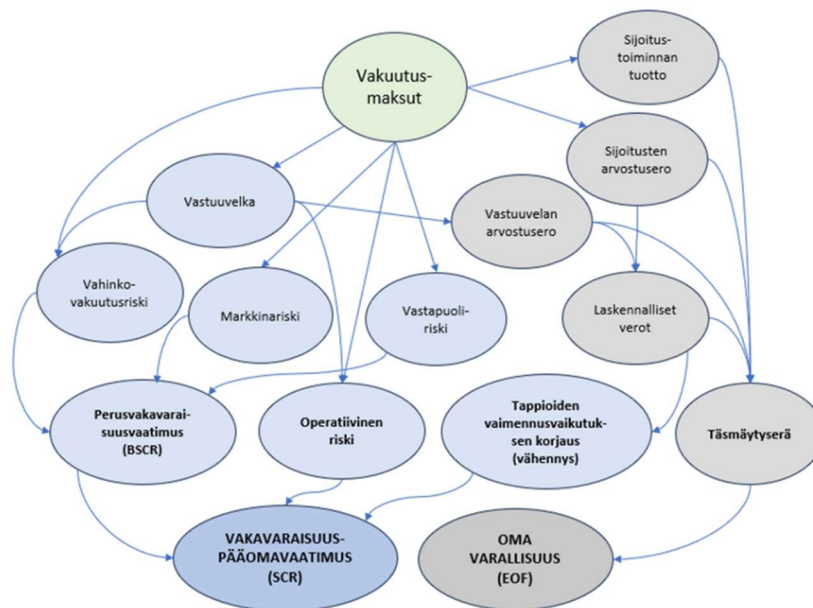 Vakuutus-
maksut
Sijoitus-
toiminnan
tuotto
Sijoitusten
arvostusero
Vastuuvelka
Vastuuvelan
arvostusero
Vahinko-
vakuutusriski
Markkinariski
Vastapuoli-
riski
Laskennalliset
verot
Perusvakavarai-
suusvaatimus
(BSCR)
Operatiivinen
riski
Tappioiden
vaimennusvaikutuk-
sen korjaus
(vähennys)
Täsmäytyserä
VAKAVARAISUUS-
PÄÄOMAVAATIMUS
(SCR)
OMA
VARALLISUUS
(EOF)